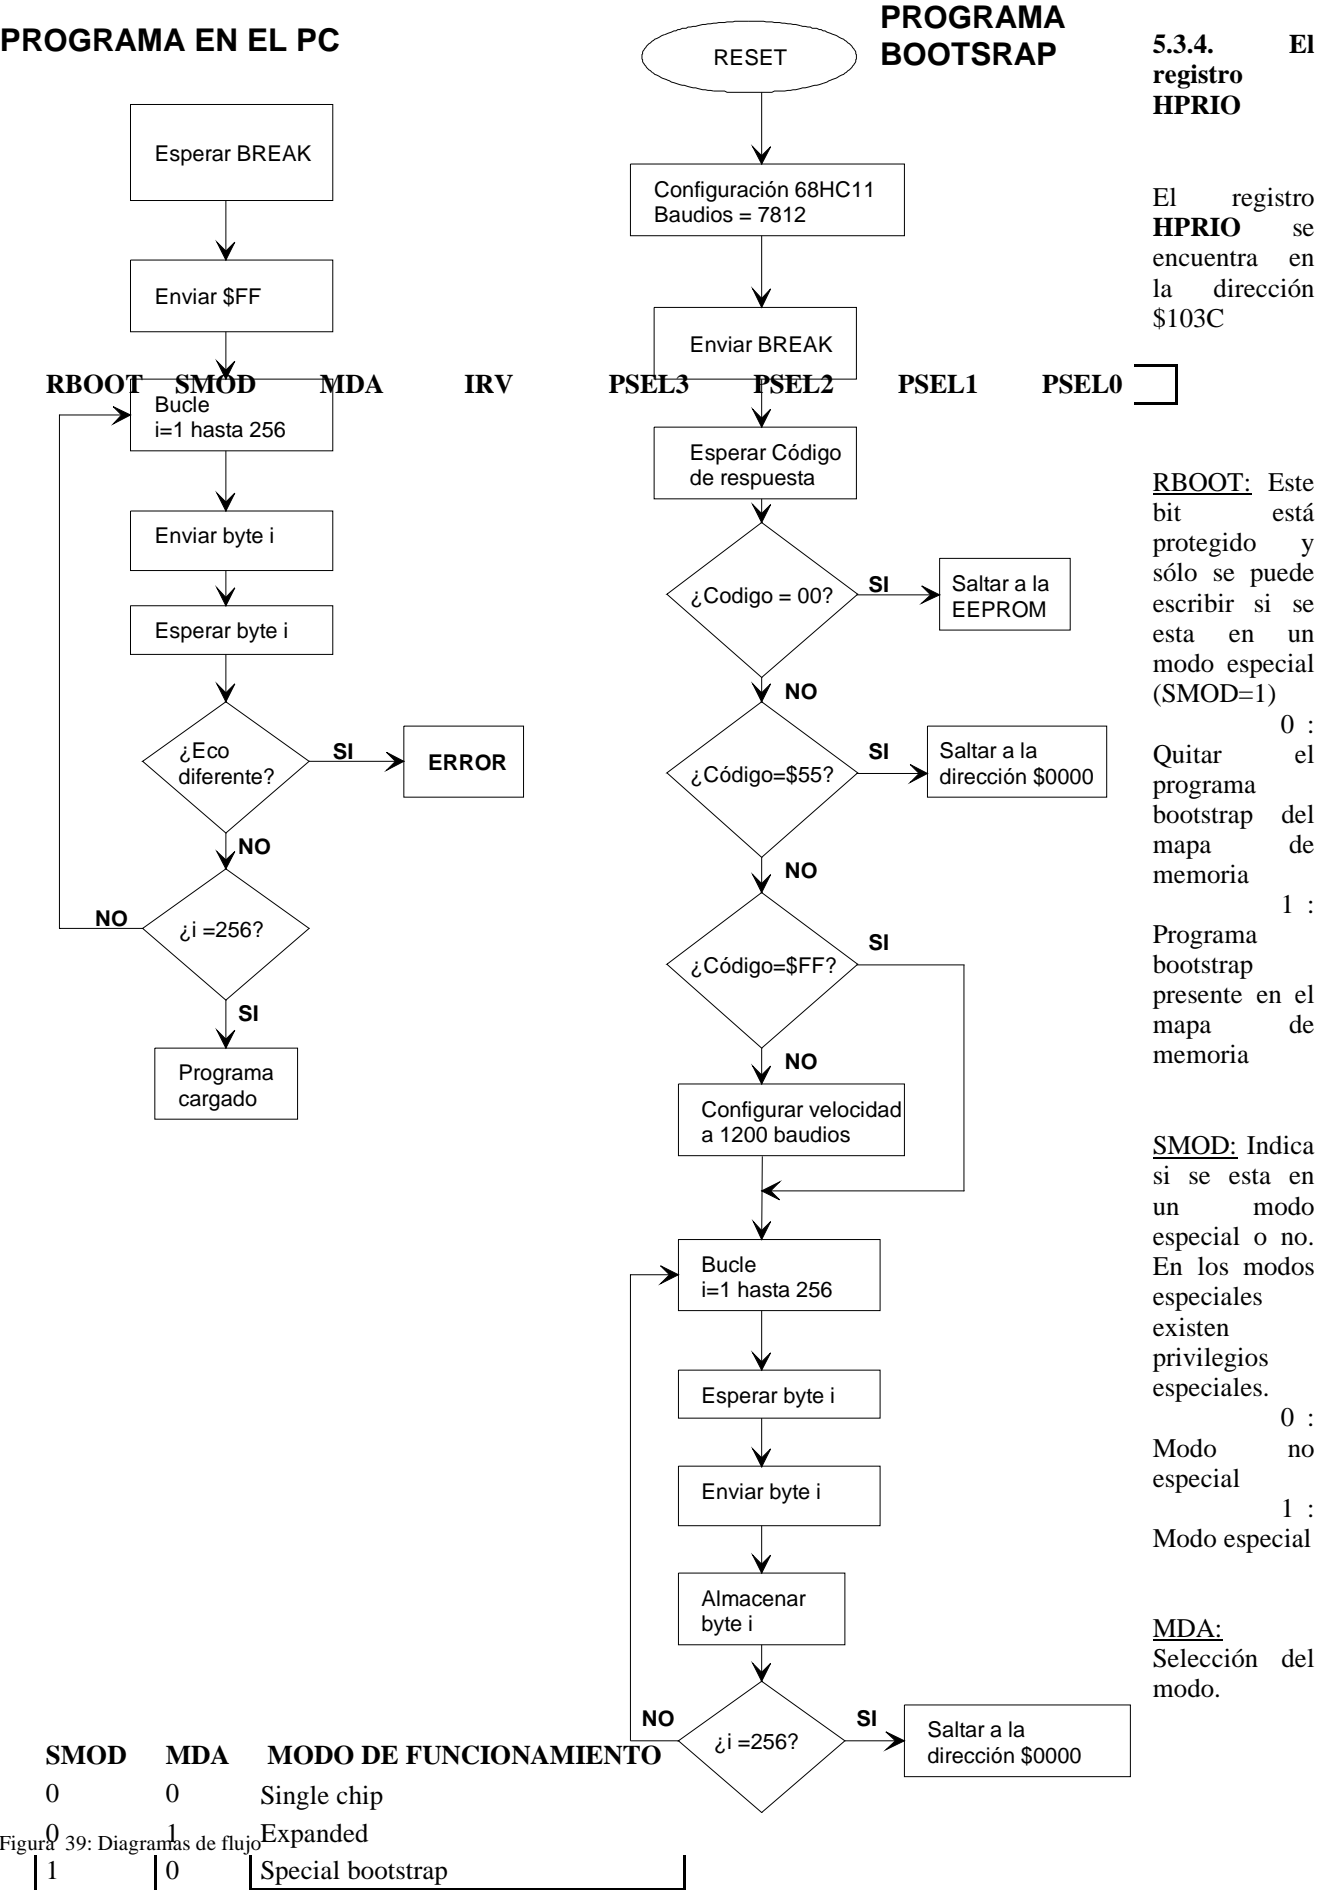 PROGRAMA EN EL PC
Esperar BREAK
Enviar $FF
Bucle
i=1 hasta 256
Enviar byte i
Esperar byte i
¿Eco
diferente?
SI
ERROR
NO
¿i =256?
NO
SI
Programa
cargado
PROGRAMA
BOOTSRAP
RESET
Configuración 68HC11
Baudios = 7812
Enviar BREAK
Esperar Código
de respuesta
¿Codigo = 00?
SI
Saltar a la
EEPROM
NO
¿Código=$55?
SI
Saltar a la
dirección $0000
NO
¿Código=$FF?
SI
NO
Configurar velocidad
a 1200 baudios
Bucle
i=1 hasta 256
Esperar byte i
Enviar byte i
Almacenar
byte i
NO
¿i =256?
SI
Saltar a la
dirección $0000
Figura 39: Diagramas de flujo
5.3.4. El
registro
HPRIO
El registro
HPRIO se
encuentra en
la dirección
$103C
RBOOT SMOD MDA IRV PSEL3 PSEL2 PSEL1 PSEL0
RBOOT: Este
bit está
protegido y
sólo se puede
escribir si se
esta en un
modo especial
(SMOD=1)
0 :
Quitar el
programa
bootstrap del
mapa de
memoria
1 :
Programa
bootstrap
presente en el
mapa de
memoria
SMOD: Indica
si se esta en
un modo
especial o no.
En los modos
especiales
existen
privilegios
especiales.
0 :
Modo no
especial
1 :
Modo especial
MDA:
Selección del
modo.
SMOD MDA MODO DE FUNCIONAMIENTO
0 0 Single chip
0 1 Expanded
1 0 Special bootstrap